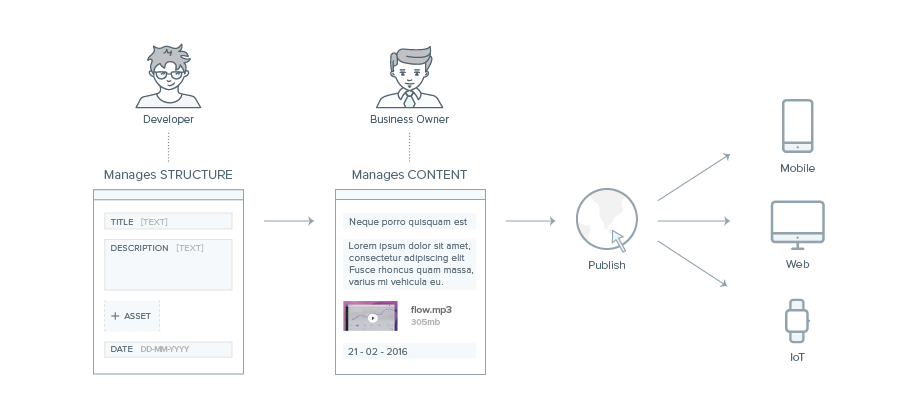 Developer
Manages STRUCTURE
TITLE [TEXT]
DESCRIPTION [TEXT]
+ ASSET
DATE DD-MM-YYYY
Business Owner
Manages CONTENT
Neque porro quisquam est
Lorem ipsum dolor sit amet,
consectetur adipiscing elit
Fusce rhoncus quam massa,
varius mi vehicula eu.
flow.mp3
305mb
21 - 02 - 2016
Publish
Mobile
Web
IoT